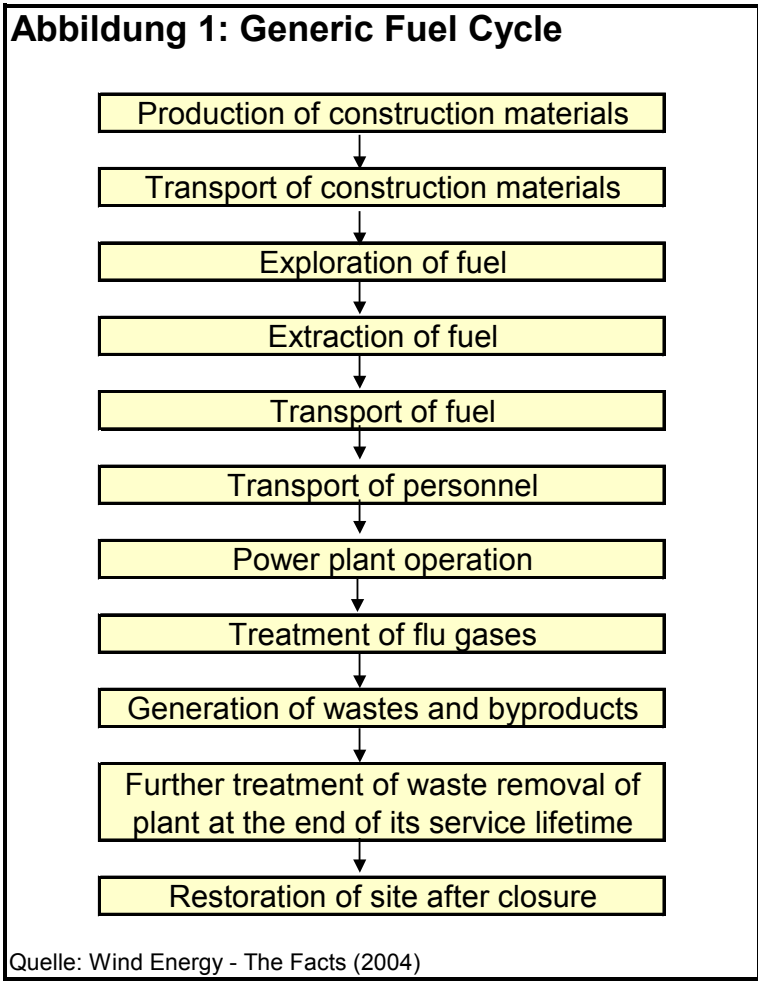 Abbildung 1: Generic Fuel Cycle
Production of construction materials
Transport of construction materials
Exploration of fuel
Extraction of fuel
Transport of fuel
Transport of personnel
Power plant operation
Treatment of flu gases
Generation of wastes and byproducts
Further treatment of waste removal of
plant at the end of its service lifetime
Restoration of site after closure
Quelle: Wind Energy - The Facts (2004)